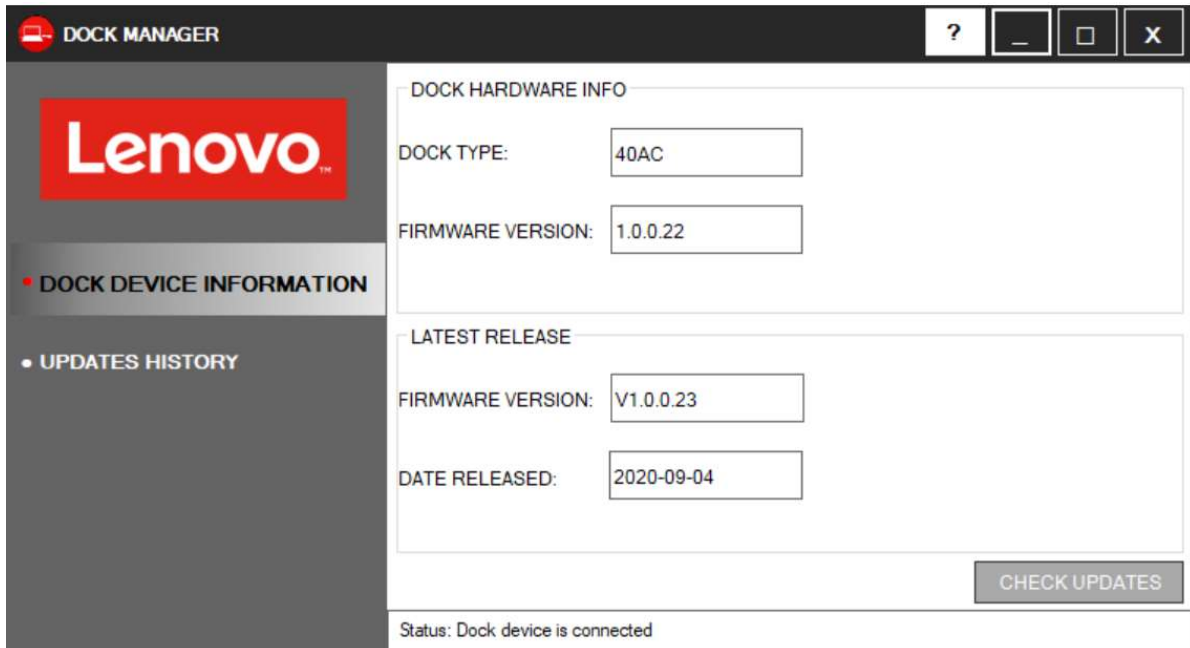 DOCK MANAGER
? _ □ X
Lenovo™
DOCK DEVICE INFORMATION
UPDATES HISTORY
DOCK HARDWARE INFO
DOCK TYPE: 40AC
FIRMWARE VERSION: 1.0.0.22
LATEST RELEASE
FIRMWARE VERSION: V1.0.0.23
DATE RELEASED: 2020-09-04
CHECK UPDATES
Status: Dock device is connected